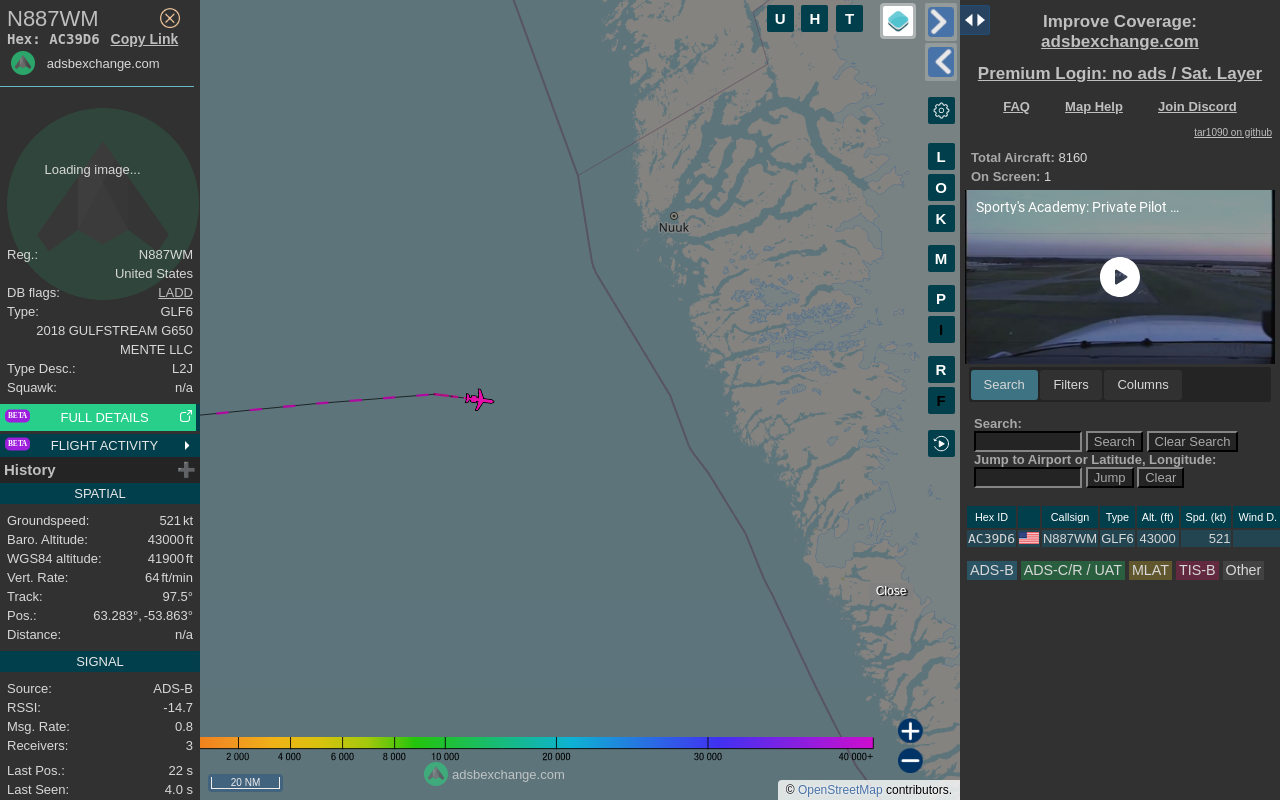 N887WM
Hex: AC39D6 Copy Link
adsbexchange.com
Loading image...
Reg.: N887WM
United States
DB flags: LADD
Type: GLF6
2018 GULFSTREAM G650
MENTE LLC
Type Desc.: L2J
Squawk: n/a
BETA FULL DETAILS
BETA FLIGHT ACTIVITY
History
SPATIAL
Groundspeed: 521 kt
Baro. Altitude: 43000 ft
WGS84 altitude: 41900 ft
Vert. Rate: 64 ft/min
Track: 97.5°
Pos.: 63.283°, -53.863°
Distance: n/a
SIGNAL
Source: ADS-B
RSSI: -14.7
Msg. Rate: 0.8
Receivers: 3
Last Pos.: 22 s
Last Seen: 4.0 s
U H T
L
O
K
M
P
I
R
F
Nuuk
Close
2 000 4 000 6 000 8 000 10 000 20 000 30 000 40 000+
adsbexchange.com
20 NM
© OpenStreetMap contributors.
Improve Coverage:
adsbexchange.com
Premium Login: no ads / Sat. Layer
FAQ Map Help Join Discord
tar1090 on github
Total Aircraft: 8160
On Screen: 1
Sporty's Academy: Private Pilot ...
Search Filters Columns
Search:
Search Clear Search
Jump to Airport or Latitude, Longitude:
Jump Clear
Hex ID Callsign Type Alt. (ft) Spd. (kt) Wind D.
AC39D6 N887WM GLF6 43000 521
ADS-B ADS-C/R / UAT MLAT TIS-B Other